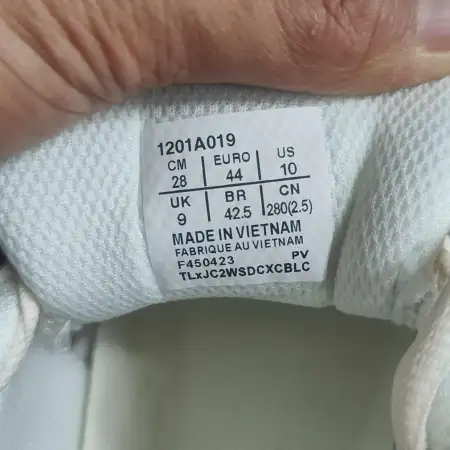 1201A019
CM EURO US
28 44 10
UK BR CN
9 42.5 280(2.5)
MADE IN VIETNAM
FABRIQUE AU VIETNAM
F450423 PV
TLxJC2WSDCXCBLC